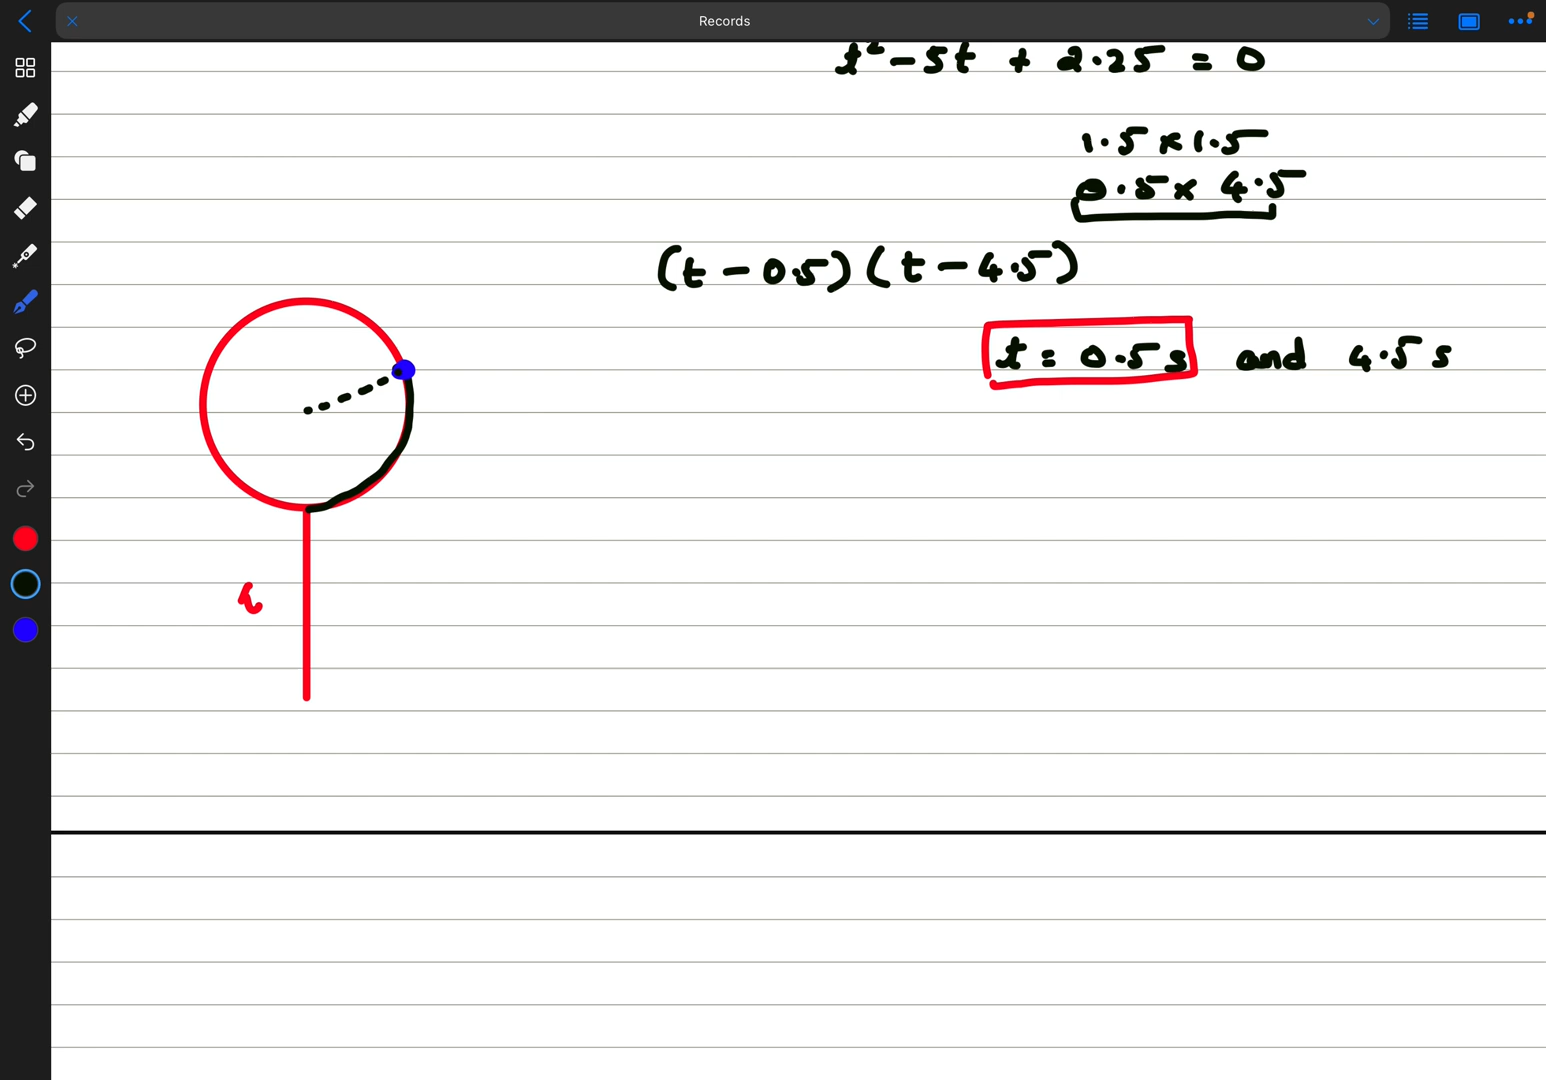 Records
t² - 5t + 2.25 = 0
1.5 × 1.5
0.5 × 4.5
(t - 0.5)(t - 4.5)
t = 0.5 s and 4.5 s